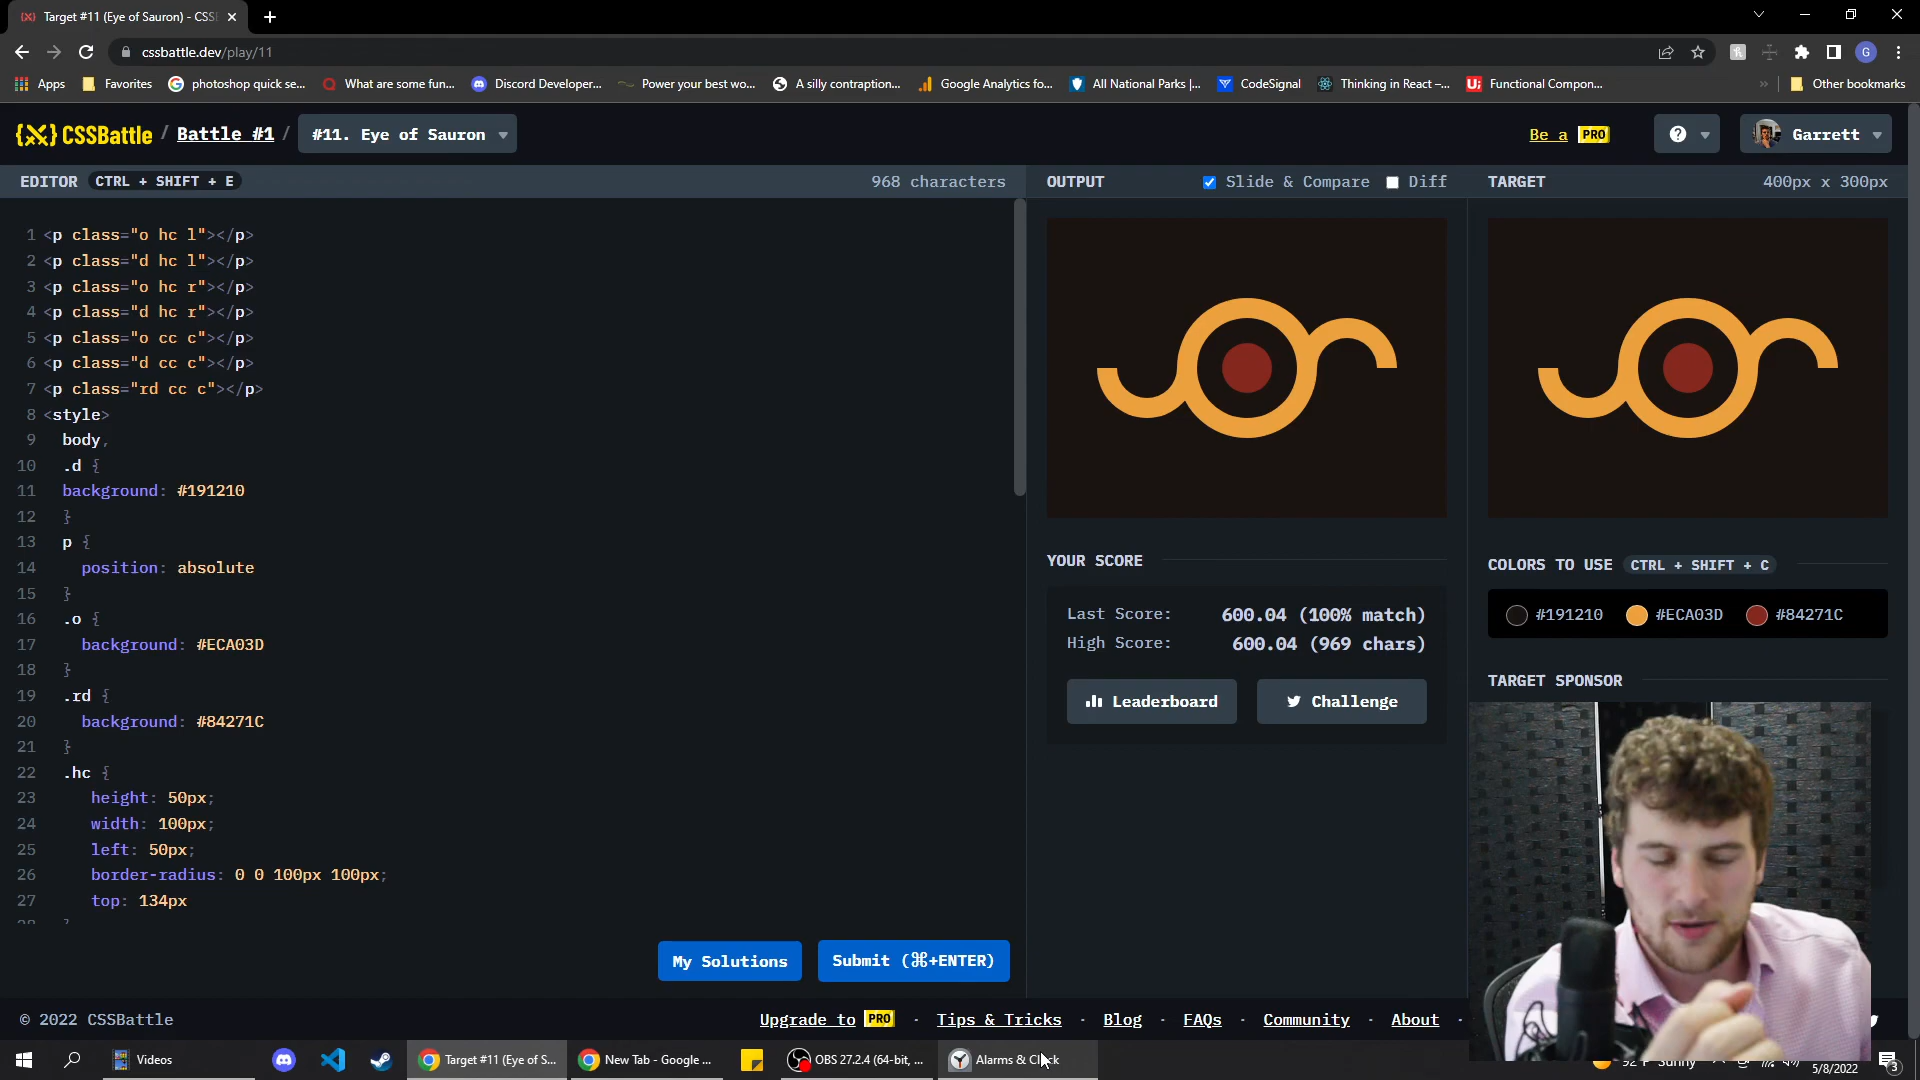 Target #11 (Eye of Sauron) - CSSB
cssbattle.dev/play/11
G
Apps
Favorites
photoshop quick se...
What are some fun...
Discord Developer...
Power your best wo...
A silly contraption...
Google Analytics fo...
All National Parks |...
CodeSignal
Thinking in React –...
Functional Compon...
»
Other bookmarks
{X} CSSBattle / Battle #1 / #11. Eye of Sauron
Be a PRO
?
Garrett
EDITOR CTRL + SHIFT + E
968 characters
OUTPUT
Slide & Compare
Diff
TARGET
400px x 300px
1 <p class="o hc l"></p>
2 <p class="d hc l"></p>
3 <p class="o hc r"></p>
4 <p class="d hc r"></p>
5 <p class="o cc c"></p>
6 <p class="d cc c"></p>
7 <p class="rd cc c"></p>
8 <style>
9 body,
10 .d {
11 background: #191210
12 }
13 p {
14 position: absolute
15 }
16 .o {
17 background: #ECA03D
18 }
19 .rd {
20 background: #84271C
21 }
22 .hc {
23 height: 50px;
24 width: 100px;
25 left: 50px;
26 border-radius: 0 0 100px 100px;
27 top: 134px
My Solutions
Submit (⌘+ENTER)
YOUR SCORE
Last Score: 600.04 (100% match)
High Score: 600.04 (969 chars)
Leaderboard
Challenge
COLORS TO USE CTRL + SHIFT + C
#191210
#ECA03D
#84271C
TARGET SPONSOR
© 2022 CSSBattle
Upgrade to PRO · Tips & Tricks · Blog · FAQs · Community · About ·
Videos
Target #11 (Eye of S...
New Tab - Google ...
OBS 27.2.4 (64-bit, ...
Alarms & Clock
5/8/2022
3